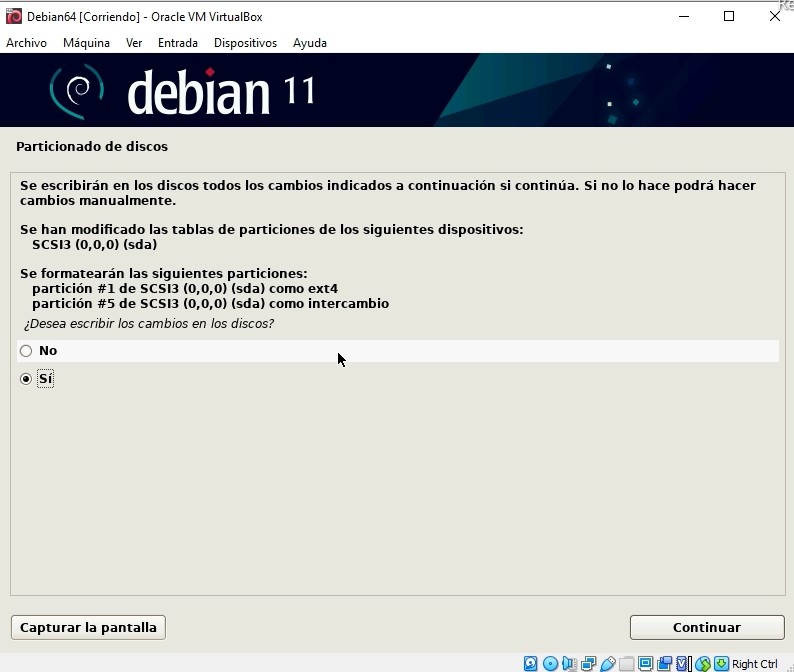 Debian64 [Corriendo] - Oracle VM VirtualBox
Archivo Máquina Ver Entrada Dispositivos Ayuda
debian 11
Particionado de discos
Se escribirán en los discos todos los cambios indicados a continuación si continúa. Si no lo hace podrá hacer
cambios manualmente.
Se han modificado las tablas de particiones de los siguientes dispositivos:
SCSI3 (0,0,0) (sda)
Se formatearán las siguientes particiones:
partición #1 de SCSI3 (0,0,0) (sda) como ext4
partición #5 de SCSI3 (0,0,0) (sda) como intercambio
¿Desea escribir los cambios en los discos?
No
Sí
Capturar la pantalla Continuar
Right Ctrl